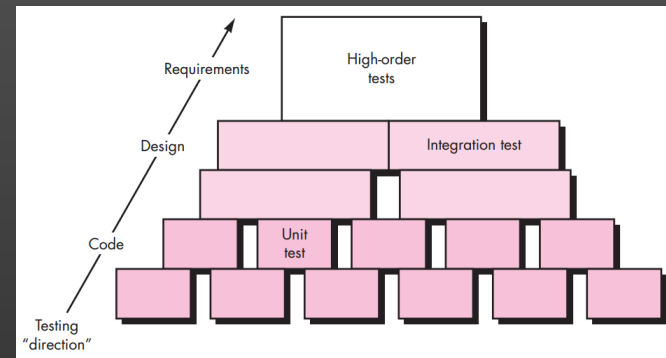 High-order
tests
Requirements
Design
Integration test
Unit
test
Code
Testing
“direction”